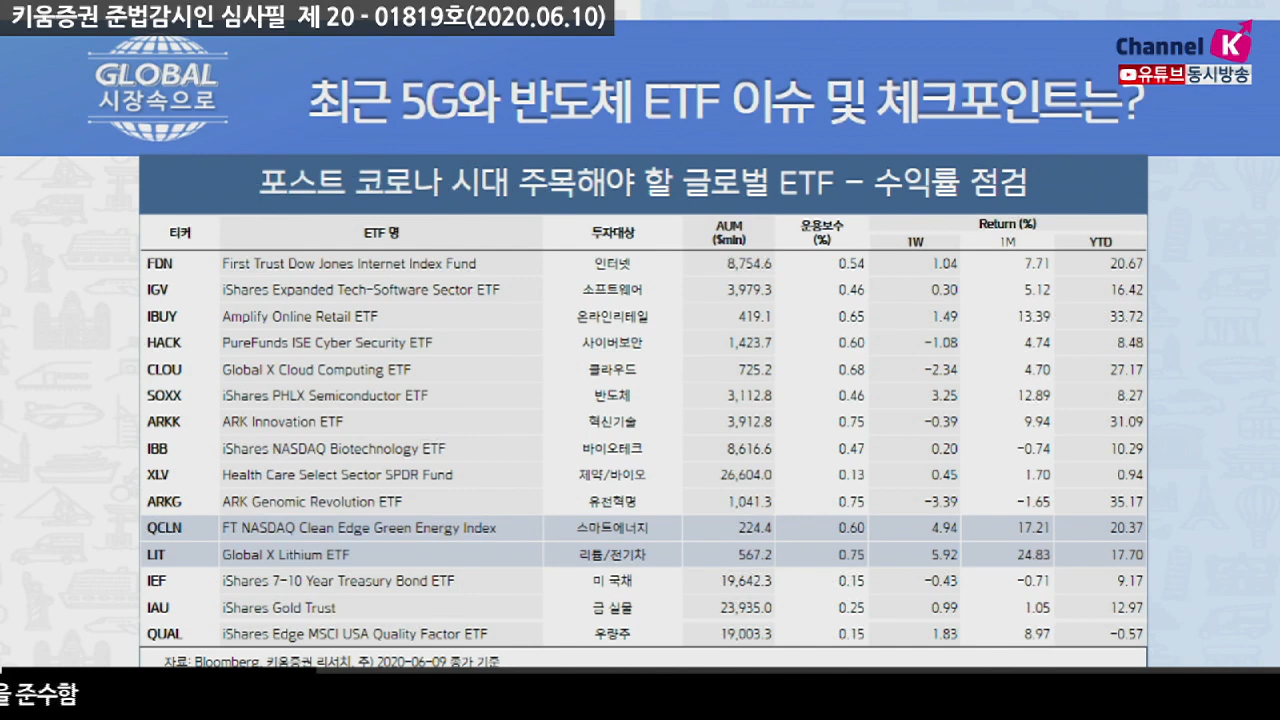 키움증권 준법감시인 심사필 제 20 - 01819호(2020.06.10)
Channel K
유튜브동시방송
GLOBAL
시장속으로
최근 5G와 반도체 ETF 이슈 및 체크포인트는?
포스트 코로나 시대 주목해야 할 글로벌 ETF - 수익률 점검
티커 ETF 명 투자대상 AUM ($mln) 운용보수 (%) Return (%)
1W 1M YTD
FDN First Trust Dow Jones Internet Index Fund 인터넷 8,754.6 0.54 1.04 7.71 20.67
IGV iShares Expanded Tech-Software Sector ETF 소프트웨어 3,979.3 0.46 0.30 5.12 16.42
IBUY Amplify Online Retail ETF 온라인리테일 419.1 0.65 1.49 13.39 33.72
HACK PureFunds ISE Cyber Security ETF 사이버보안 1,423.7 0.60 -1.08 4.74 8.48
CLOU Global X Cloud Computing ETF 클라우드 725.2 0.68 -2.34 4.70 27.17
SOXX iShares PHLX Semiconductor ETF 반도체 3,112.8 0.46 3.25 12.89 8.27
ARKK ARK Innovation ETF 혁신기술 3,912.8 0.75 -0.39 9.94 31.09
IBB iShares NASDAQ Biotechnology ETF 바이오테크 8,616.6 0.47 0.20 -0.74 10.29
XLV Health Care Select Sector SPDR Fund 제약/바이오 26,604.0 0.13 0.45 1.70 0.94
ARKG ARK Genomic Revolution ETF 유전혁명 1,041.3 0.75 -3.39 -1.65 35.17
QCLN FT NASDAQ Clean Edge Green Energy Index 스마트에너지 224.4 0.60 4.94 17.21 20.37
LIT Global X Lithium ETF 리튬/전기차 567.2 0.75 5.92 24.83 17.70
IEF iShares 7-10 Year Treasury Bond ETF 미 국채 19,642.3 0.15 -0.43 -0.71 9.17
IAU iShares Gold Trust 금 실물 23,935.0 0.25 0.99 1.05 12.97
QUAL iShares Edge MSCI USA Quality Factor ETF 우량주 19,003.3 0.15 1.83 8.97 -0.57
자료: Bloomberg, 키움증권 리서치, 주) 2020-06-09 종가 기준
을 준수함